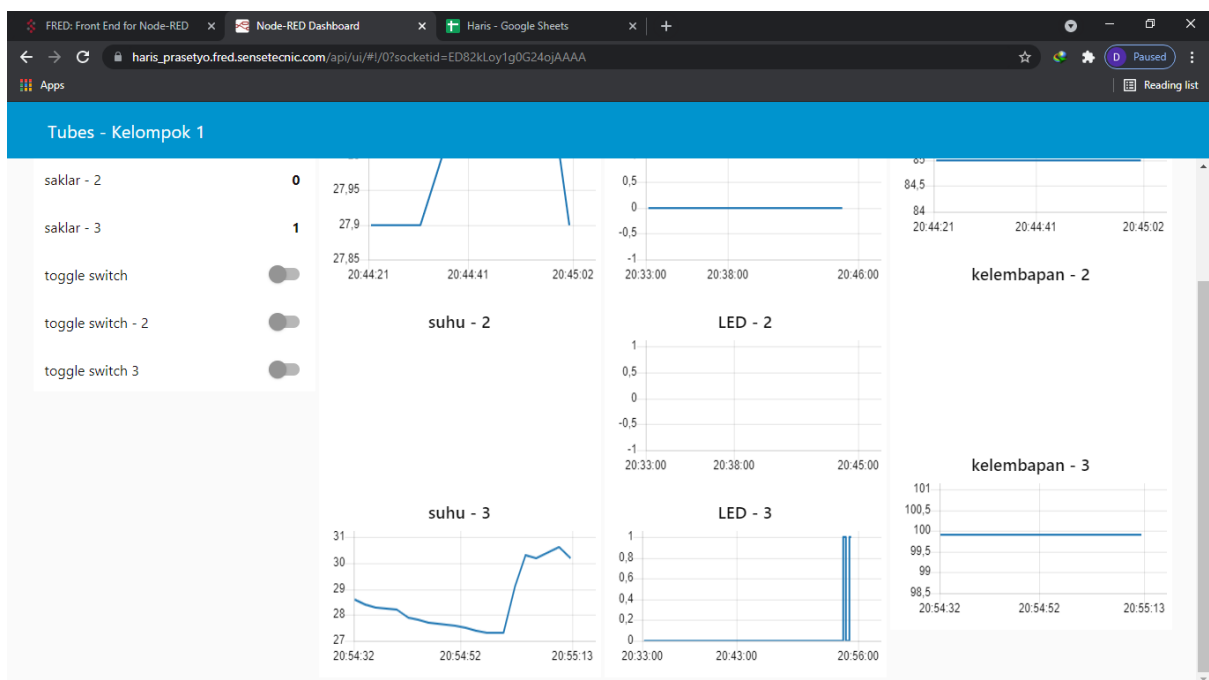 FRED: Front End for Node-RED
Node-RED Dashboard
Haris - Google Sheets
haris_prasetyo.fred.sensetecnic.com/api/ui/#!/0?socketid=ED82kLoy1g0G24ojAAAA
D Paused
Apps
Reading list
Tubes - Kelompok 1
saklar - 2 0
saklar - 3 1
toggle switch
toggle switch - 2
toggle switch 3
27,95
27,9
27,85
20:44:21 20:44:41 20:45:02
suhu - 2
suhu - 3
31
30
29
28
27
20:54:32 20:54:52 20:55:13
0,5
0
-0,5
-1
20:33:00 20:38:00 20:46:00
LED - 2
1
0,5
0
-0,5
-1
20:33:00 20:38:00 20:45:00
LED - 3
1
0,8
0,6
0,4
0,2
0
20:33:00 20:43:00 20:56:00
85
84,5
84
20:44:21 20:44:41 20:45:02
kelembapan - 2
kelembapan - 3
101
100,5
100
99,5
99
98,5
20:54:32 20:54:52 20:55:13